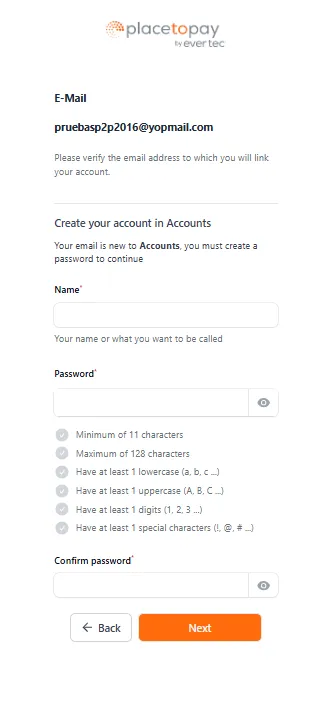 placetopay
by evertec
E-Mail
pruebasp2p2016@yopmail.com
Please verify the email address to which you will link
your account.
Create your account in Accounts
Your email is new to Accounts, you must create a
password to continue
Name*
Your name or what you want to be called
Password*
Minimum of 11 characters
Maximum of 128 characters
Have at least 1 lowercase (a, b, c ...)
Have at least 1 uppercase (A, B, C ...)
Have at least 1 digits (1, 2, 3 ...)
Have at least 1 special characters (!, @, # ...)
Confirm password*
Back
Next